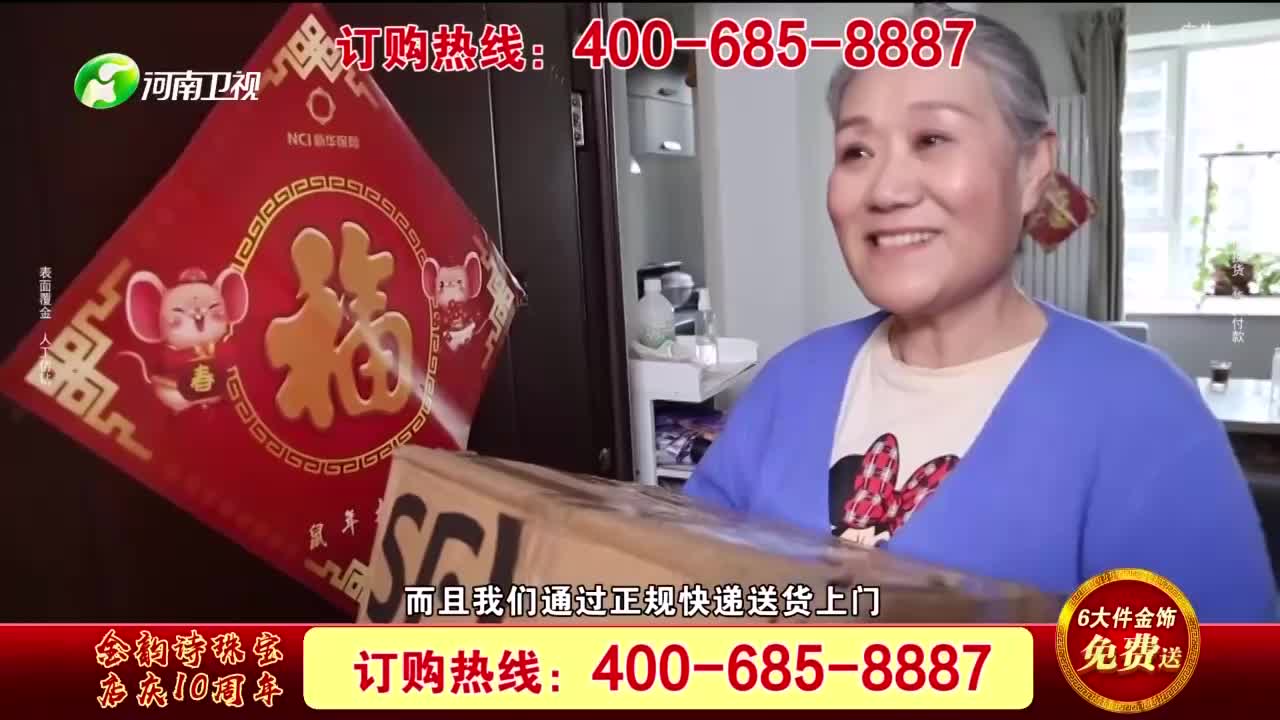 订购热线：400-685-8887
河南卫视
NCI 新华保险
福
春
鼠年
表面覆金
付款
而且我们通过正规快递送货上门
金韵诗珠宝
店庆10周年
订购热线：400-685-8887
6大件金饰
免费送